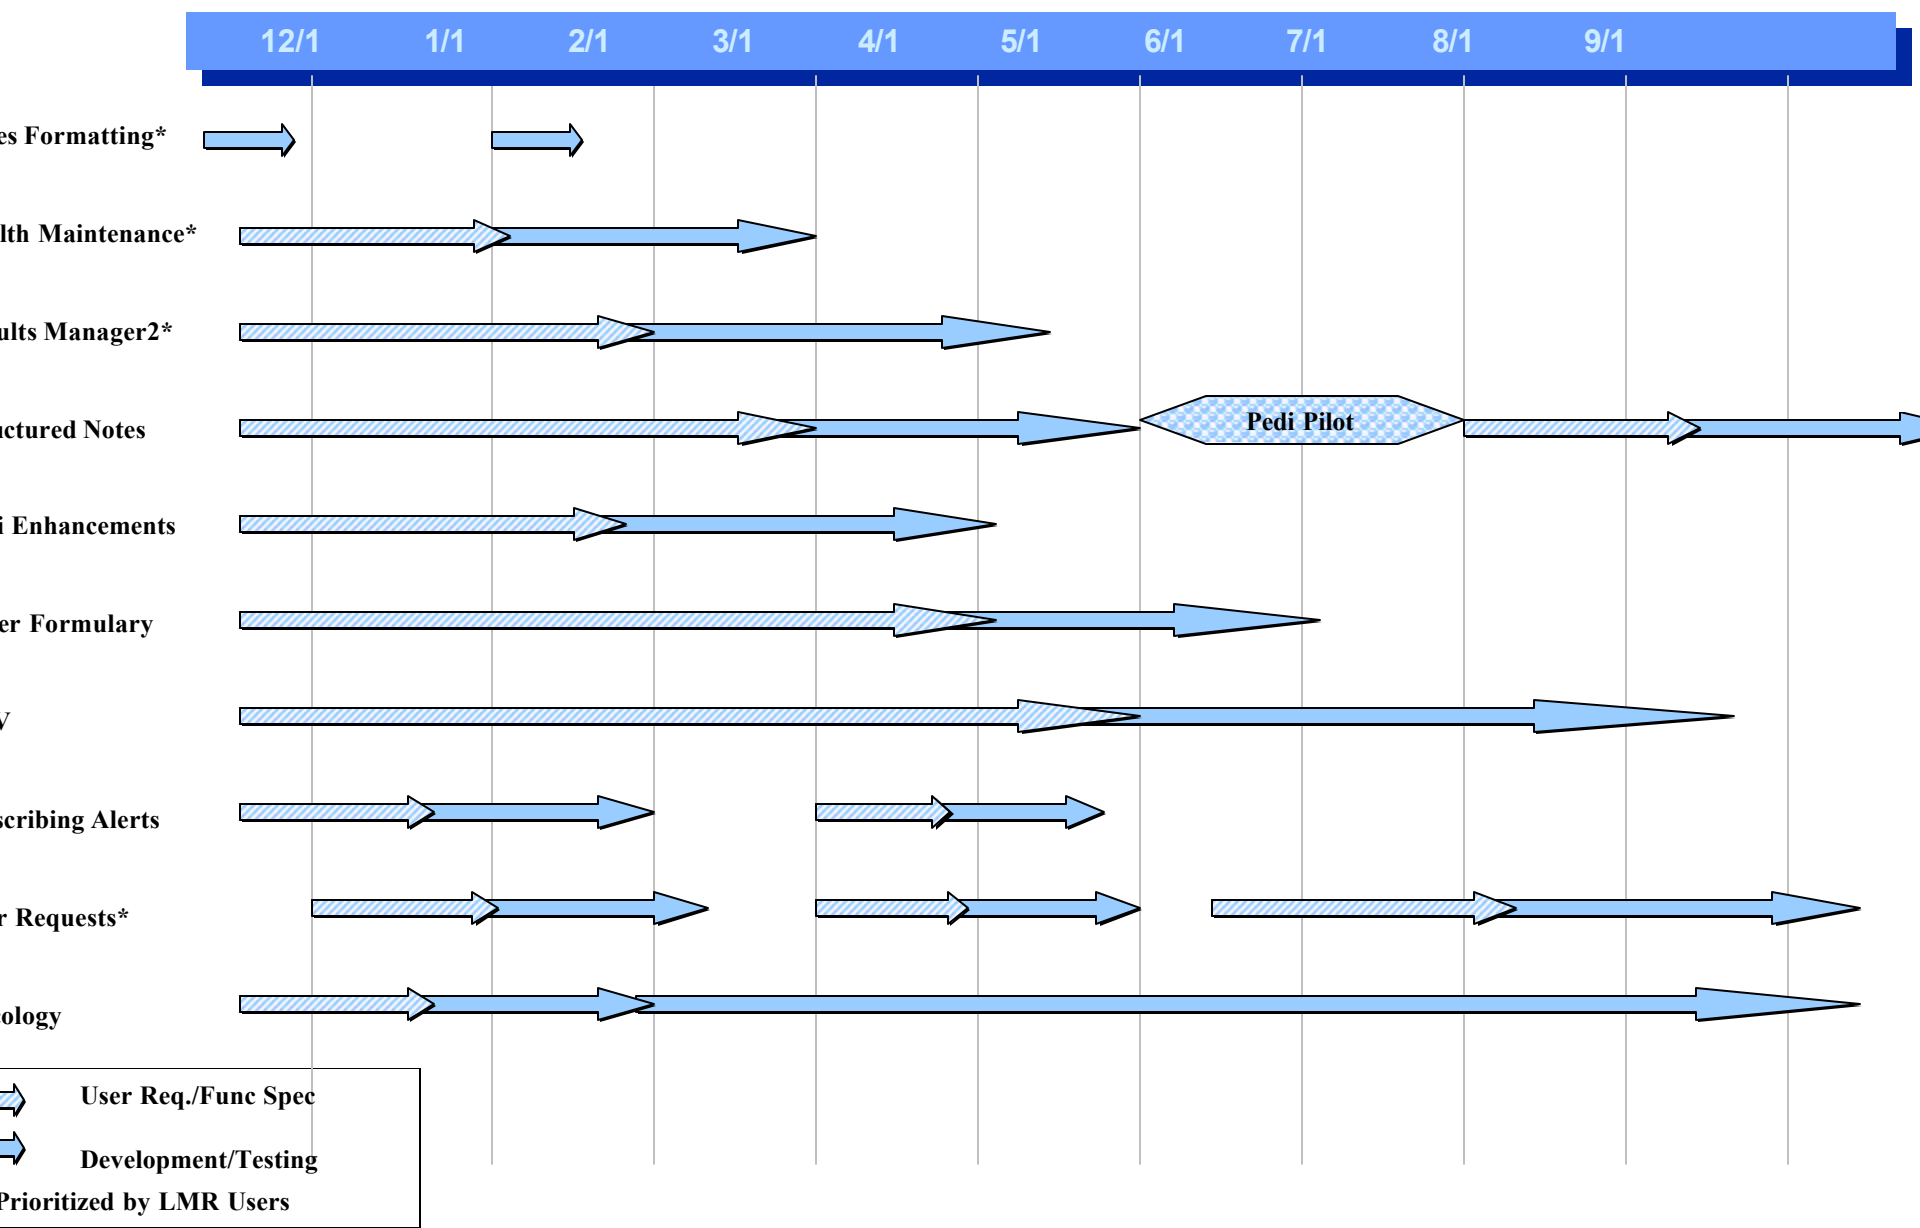 12/1 1/1 2/1 3/1 4/1 5/1 6/1 7/1 8/1 9/1
es Formatting*
lth Maintenance*
ults Manager2*
uctured Notes
Pedi Pilot
i Enhancements
er Formulary
V
scribing Alerts
r Requests*
ology
User Req./Func Spec
Development/Testing
Prioritized by LMR Users